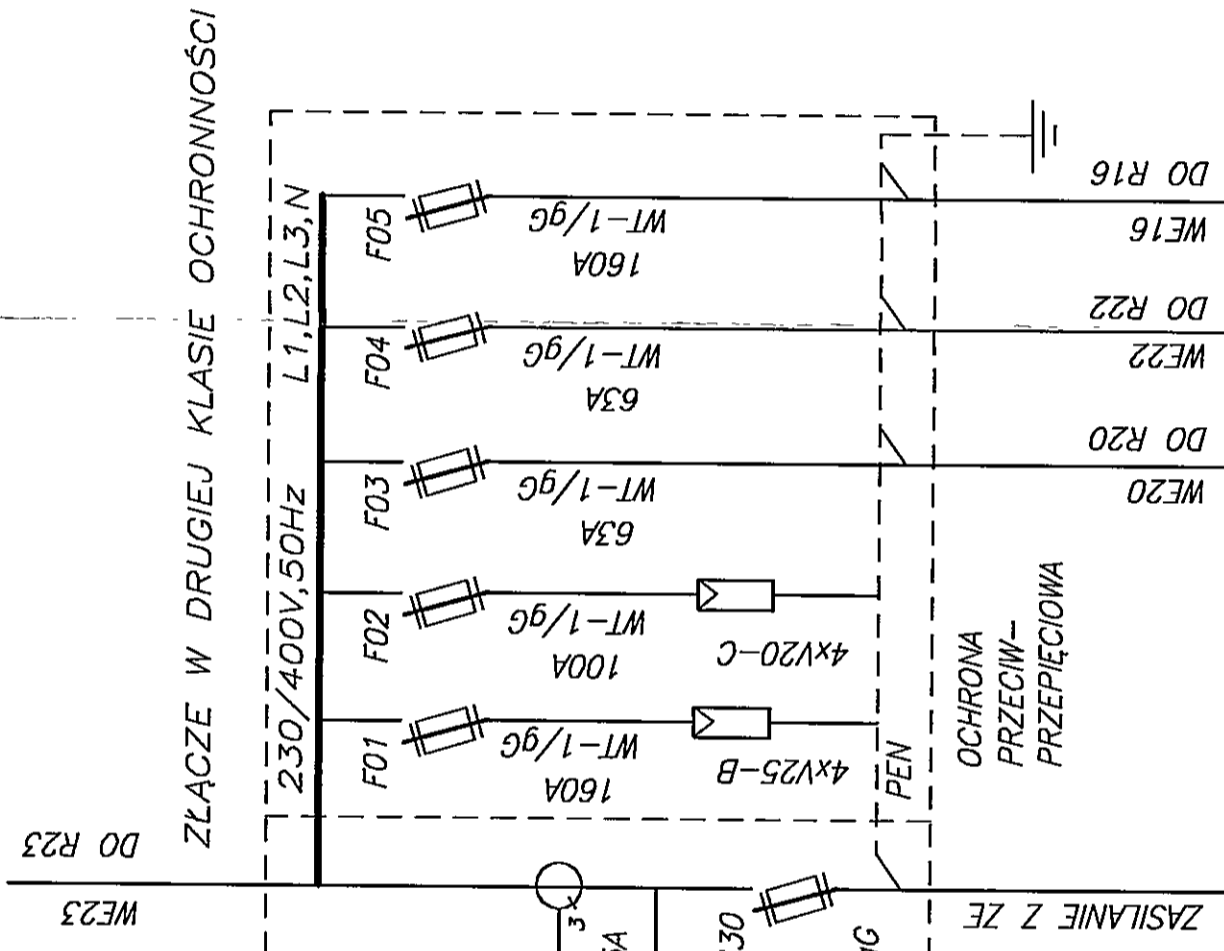 ZŁĄCZE W DRUGIEJ KLASIE OCHRONNOŚCI
230/400V,50Hz
L1,L2,L3,N
F01
WT-1/gG
160A
4xV25-B
F02
WT-1/gG
100A
4xV20-C
F03
WT-1/gG
63A
F04
WT-1/gG
63A
F05
WT-1/gG
160A
PEN
OCHRONA
PRZECIW-
PRZEPIĘCIOWA
DO R23
WE23
DO R16
WE16
DO R22
WE22
DO R20
WE20
ZASILANIE Z ZE
3x